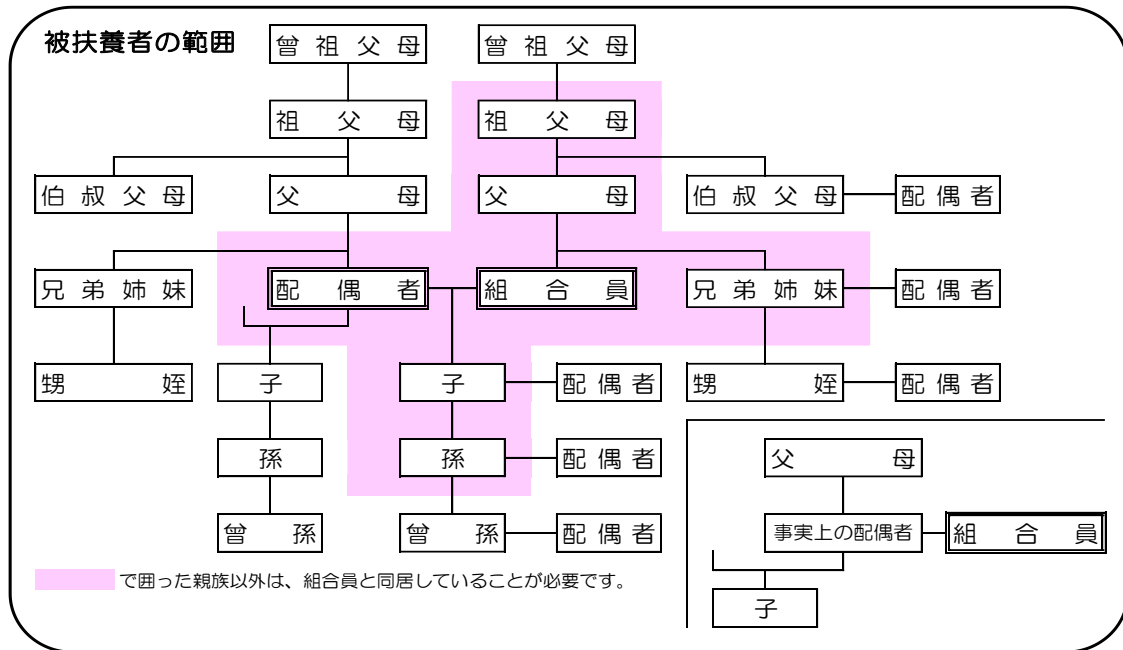 被扶養者の範囲
曾祖父母
曾祖父母
祖父母
祖父母
伯叔父母
父母
父母
伯叔父母
配偶者
兄弟姉妹
配偶者
組合員
兄弟姉妹
配偶者
甥姪
子
子
配偶者
甥姪
配偶者
孫
孫
配偶者
曾孫
曾孫
配偶者
父母
事実上の配偶者
組合員
子
で囲った親族以外は、組合員と同居していることが必要です。